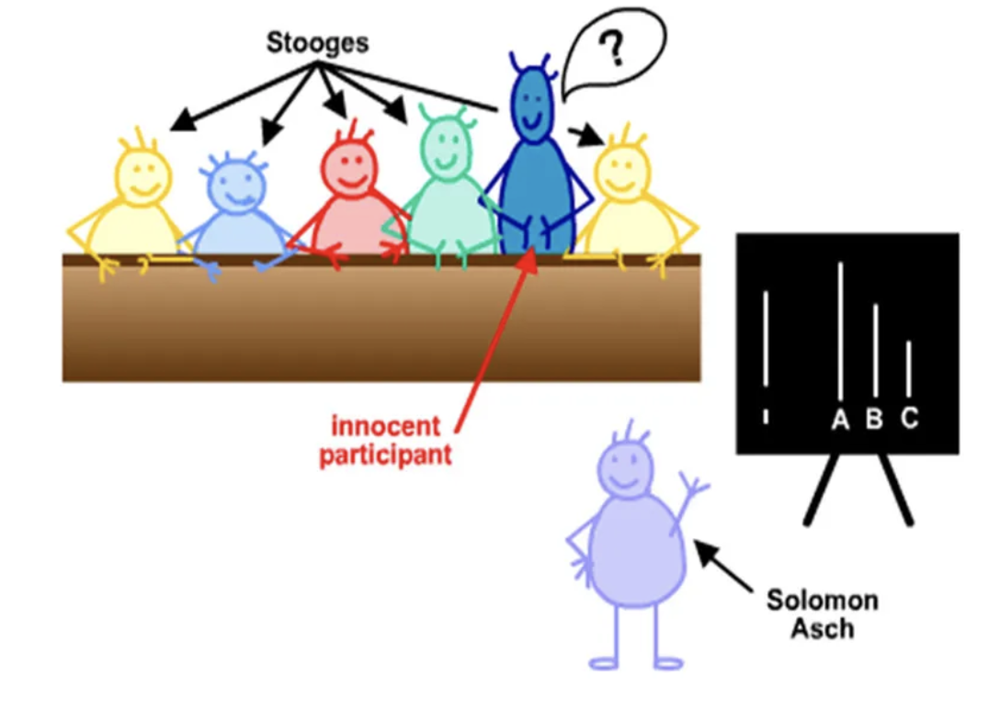 Stooges
?
innocent
participant
I
A B C
Solomon
Asch